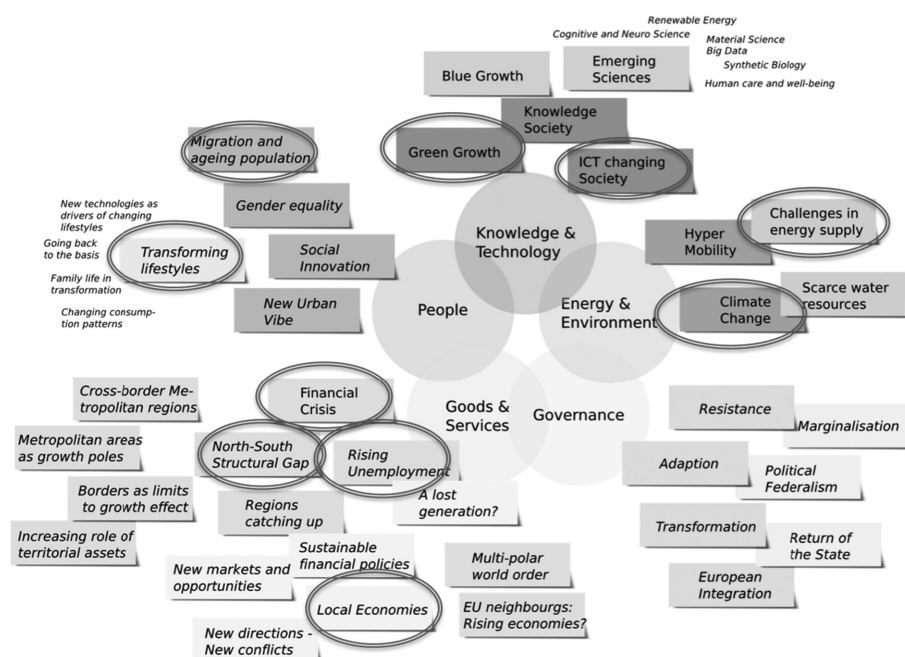 Renewable Energy
Cognitive and Neuro Science
Material Science
Big Data
Synthetic Biology
Human care and well-being
Blue Growth
Emerging
Sciences
Knowledge
Society
Green Growth
ICT changing
Society
Migration and
ageing population
Gender equality
New technologies as
drivers of changing
lifestyles
Going back
to the basis
Transforming
lifestyles
Family life in
transformation
Changing consump-
tion patterns
Social
Innovation
New Urban
Vibe
Knowledge &
Technology
People
Energy &
Environment
Goods &
Services
Governance
Hyper
Mobility
Challenges in
energy supply
Climate
Change
Scarce water
resources
Cross-border Me-
tropolitan regions
Financial
Crisis
Metropolitan areas
as growth poles
North-South
Structural Gap
Rising
Unemployment
Borders as limits
to growth effect
Regions
catching up
A lost
generation?
Increasing role of
territorial assets
New markets and
opportunities
Sustainable
financial policies
Local Economies
New directions -
New conflicts
Multi-polar
world order
EU neighbourgs:
Rising economies?
Resistance
Marginalisation
Adaption
Political
Federalism
Transformation
Return of
the State
European
Integration